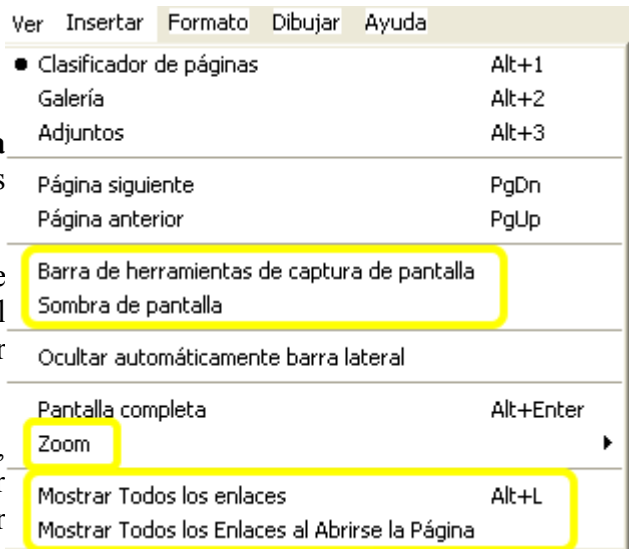 Ver Insertar Formato Dibujar Ayuda
Clasificador de páginas Alt+1
Galería Alt+2
Adjuntos Alt+3
Página siguiente PgDn
Página anterior PgUp
Barra de herramientas de captura de pantalla
Sombra de pantalla
Ocultar automáticamente barra lateral
Pantalla completa Alt+Enter
Zoom
Mostrar Todos los enlaces Alt+L
Mostrar Todos los Enlaces al Abrirse la Página